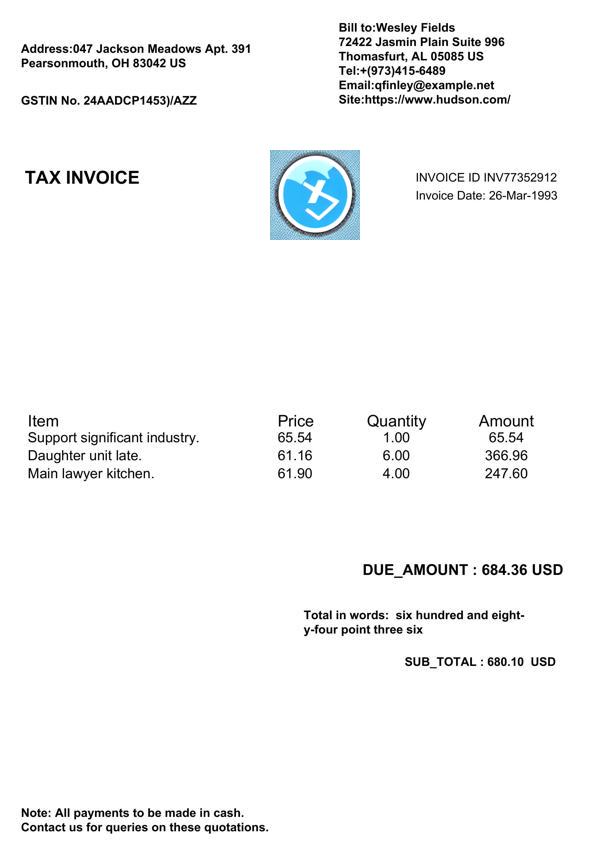 Address:047 Jackson Meadows Apt. 391
Pearsonmouth, OH 83042 US
GSTIN No. 24AADCP1453)/AZZ
Bill to:Wesley Fields
72422 Jasmin Plain Suite 996
Thomasfurt, AL 05085 US
Tel:+(973)415-6489
Email:qfinley@example.net
Site:https://www.hudson.com/
TAX INVOICE
INVOICE ID INV77352912
Invoice Date: 26-Mar-1993
Item Price Quantity Amount
Support significant industry. 65.54 1.00 65.54
Daughter unit late. 61.16 6.00 366.96
Main lawyer kitchen. 61.90 4.00 247.60
DUE_AMOUNT : 684.36 USD
Total in words:  six hundred and eight-
y-four point three six
SUB_TOTAL : 680.10  USD
Note: All payments to be made in cash.
Contact us for queries on these quotations.